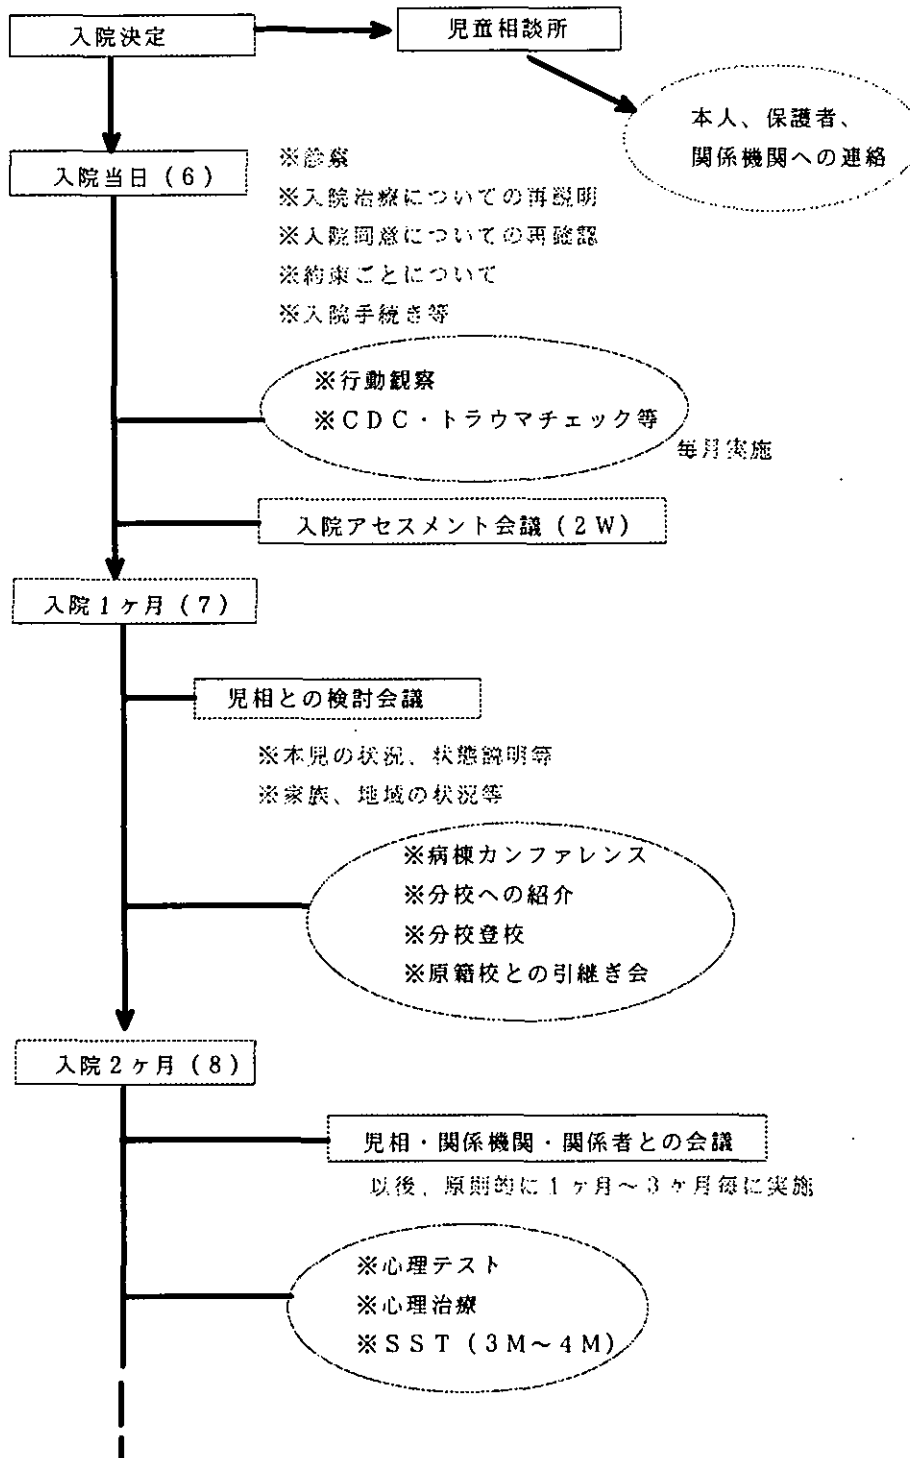 入院決定
児童相談所
本人、保護者、
関係機関への連絡
入院当日(6)
※診察
※入院治療についての再説明
※入院同意についての再確認
※約束ごとについて
※入院手続き等
※行動観察
※CDC・トラウマチェック等
毎月実施
入院アセスメント会議(2W)
入院1ヶ月(7)
児相との検討会議
※本児の状況、状態説明等
※家族、地域の状況等
※病棟カンファレンス
※分校への紹介
※分校登校
※原籍校との引継ぎ会
入院2ヶ月(8)
児相・関係機関・関係者との会議
以後、原則的に1ヶ月~3ヶ月毎に実施
※心理テスト
※心理治療
※SST(3M~4M)